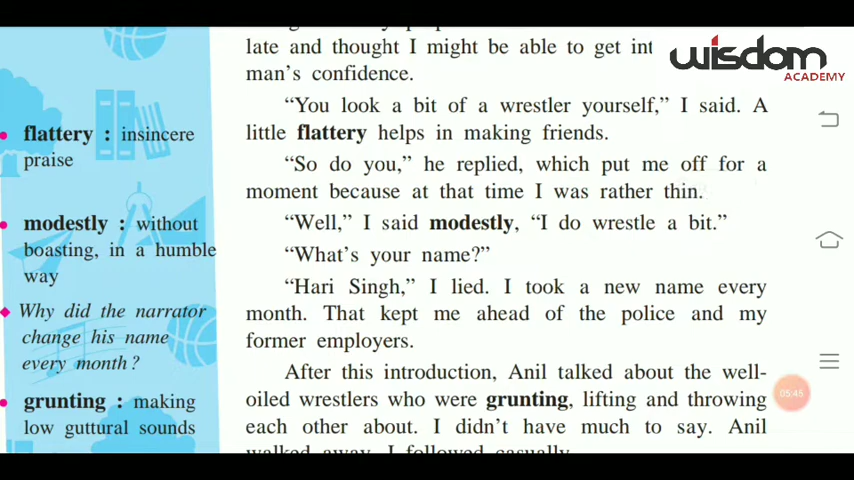 late and thought I might be able to get int
man's confidence.
"You look a bit of a wrestler yourself," I said. A
little flattery helps in making friends.
"So do you," he replied, which put me off for a
moment because at that time I was rather thin.
"Well," I said modestly, "I do wrestle a bit."
"What's your name?"
"Hari Singh," I lied. I took a new name every
month. That kept me ahead of the police and my
former employers.
After this introduction, Anil talked about the well-
oiled wrestlers who were grunting, lifting and throwing
each other about. I didn't have much to say. Anil
walked away. I followed casually.
flattery : insincere
praise
modestly : without
boasting, in a humble
way
Why did the narrator
change his name
every month?
grunting : making
low guttural sounds
wisdom
ACADEMY
05:45